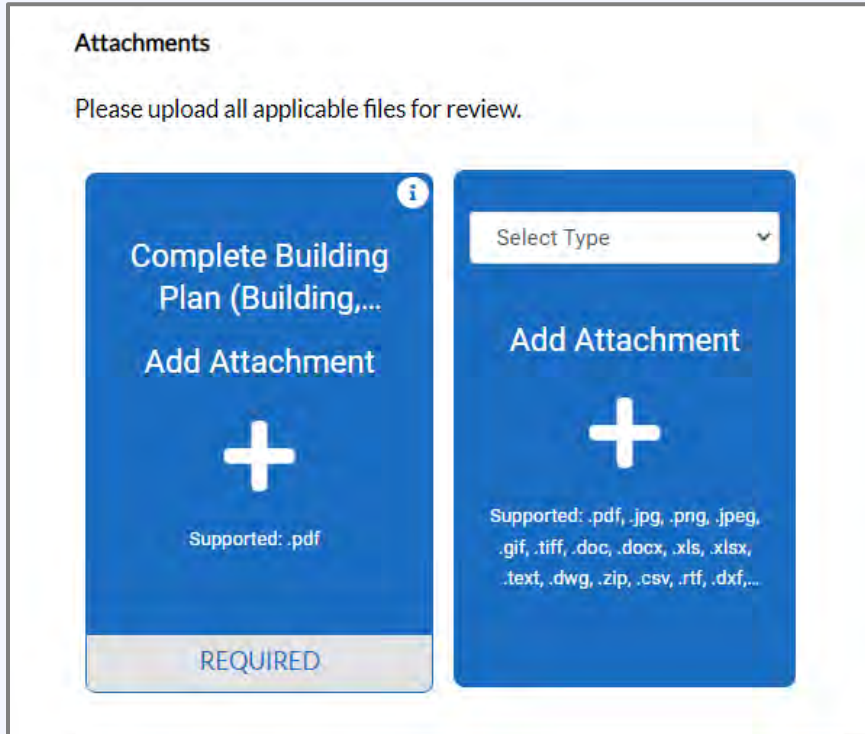 Attachments
Please upload all applicable files for review.
Complete Building
Plan (Building,...
Add Attachment
Supported: .pdf
REQUIRED
Select Type
Add Attachment
Supported: .pdf, .jpg, .png, .jpeg,
.gif, .tiff, .doc, .docx, .xls, .xlsx,
.text, .dwg, .zip, .csv, .rtf, .dxf,...